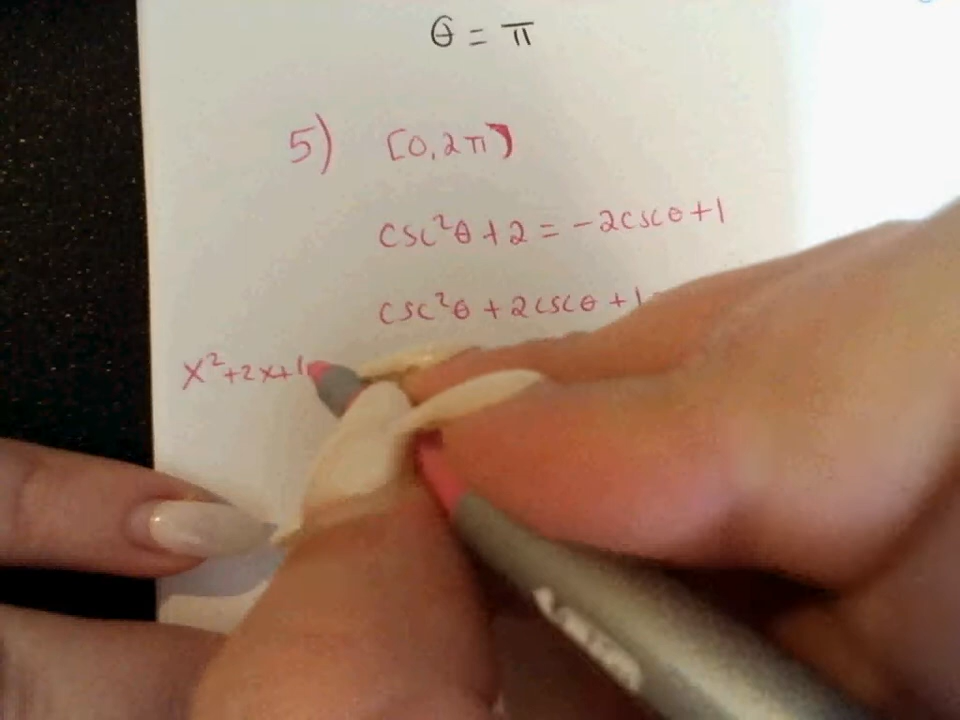 θ = π
5) [0, 2π)
csc²θ + 2 = -2cscθ + 1
csc²θ + 2cscθ + 1
x² + 2x + 1